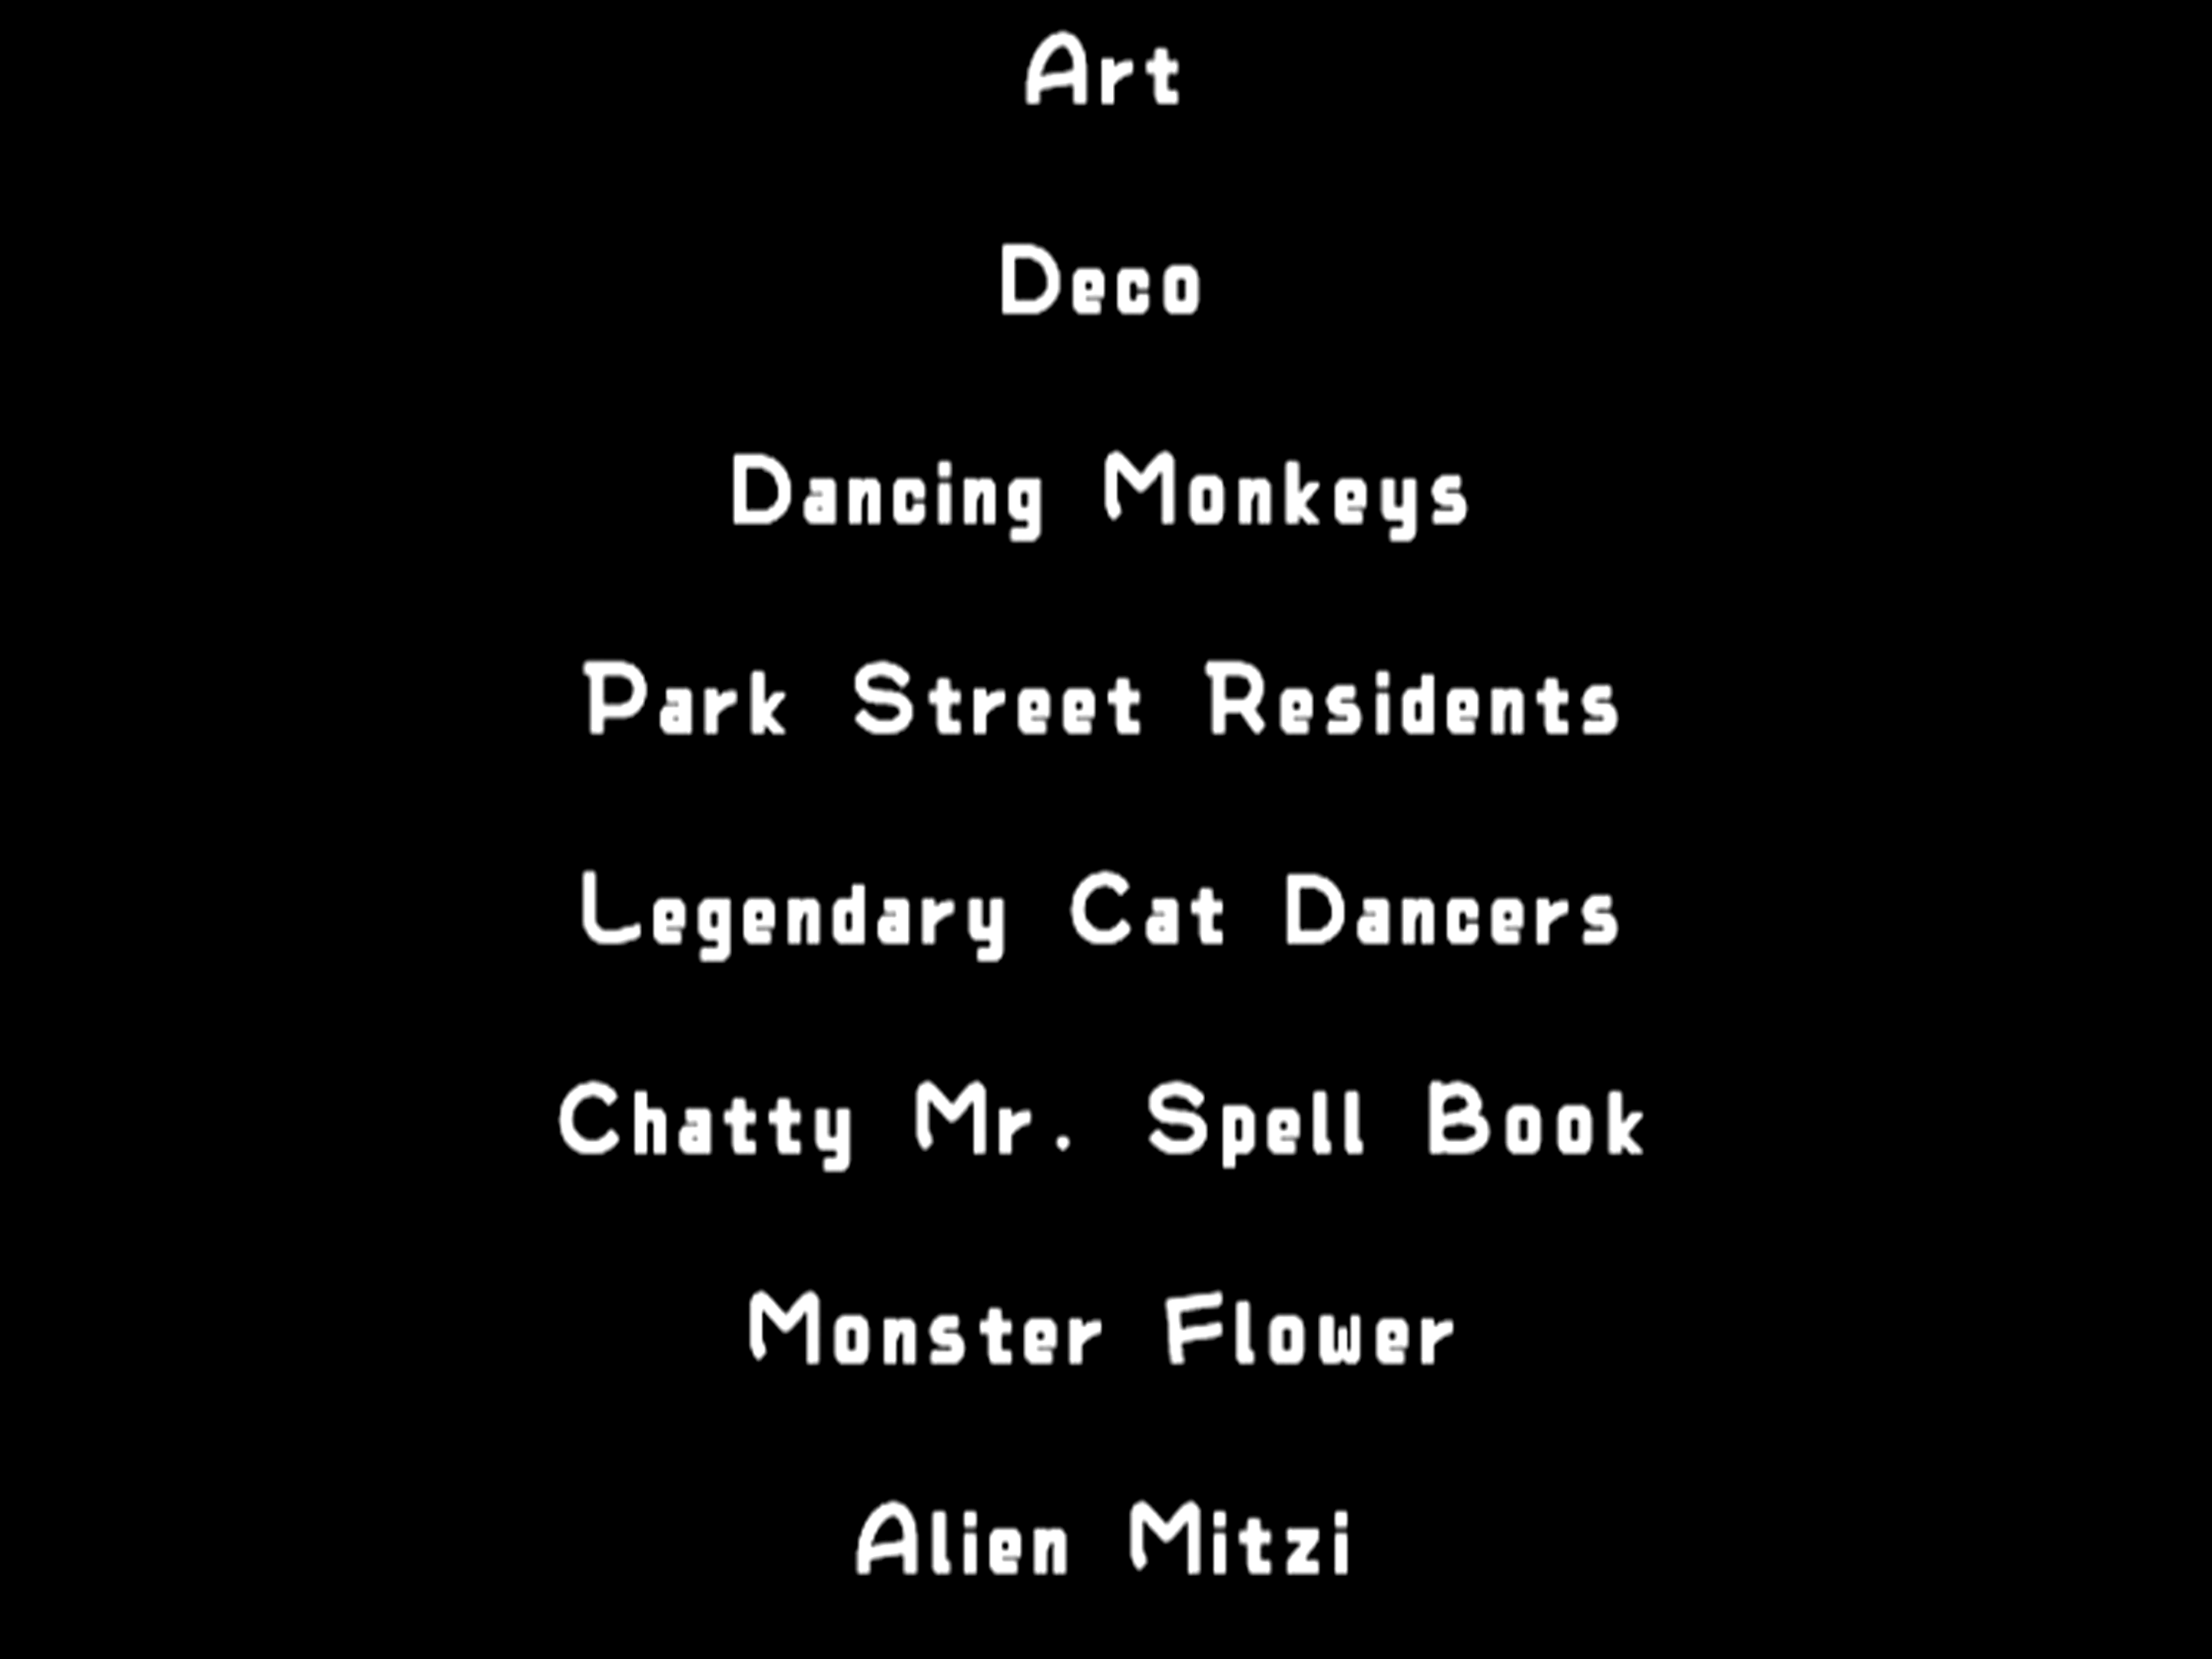 Art
Deco
Dancing Monkeys
Park Street Residents
Legendary Cat Dancers
Chatty Mr. Spell Book
Monster Flower
Alien Mitzi